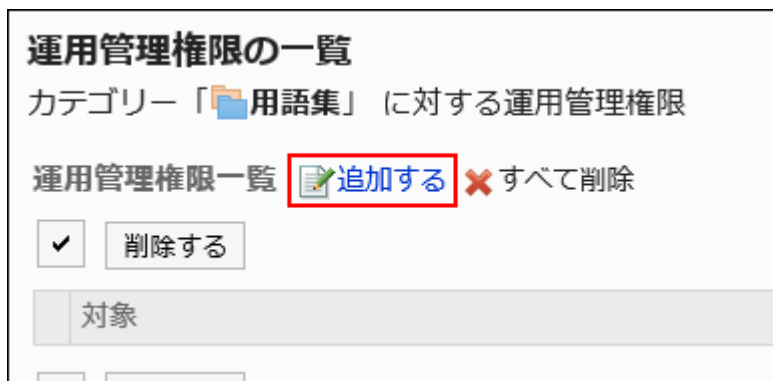 運用管理権限の一覧
カテゴリー「用語集」 に対する運用管理権限
運用管理権限一覧 追加する すべて削除
削除する
対象